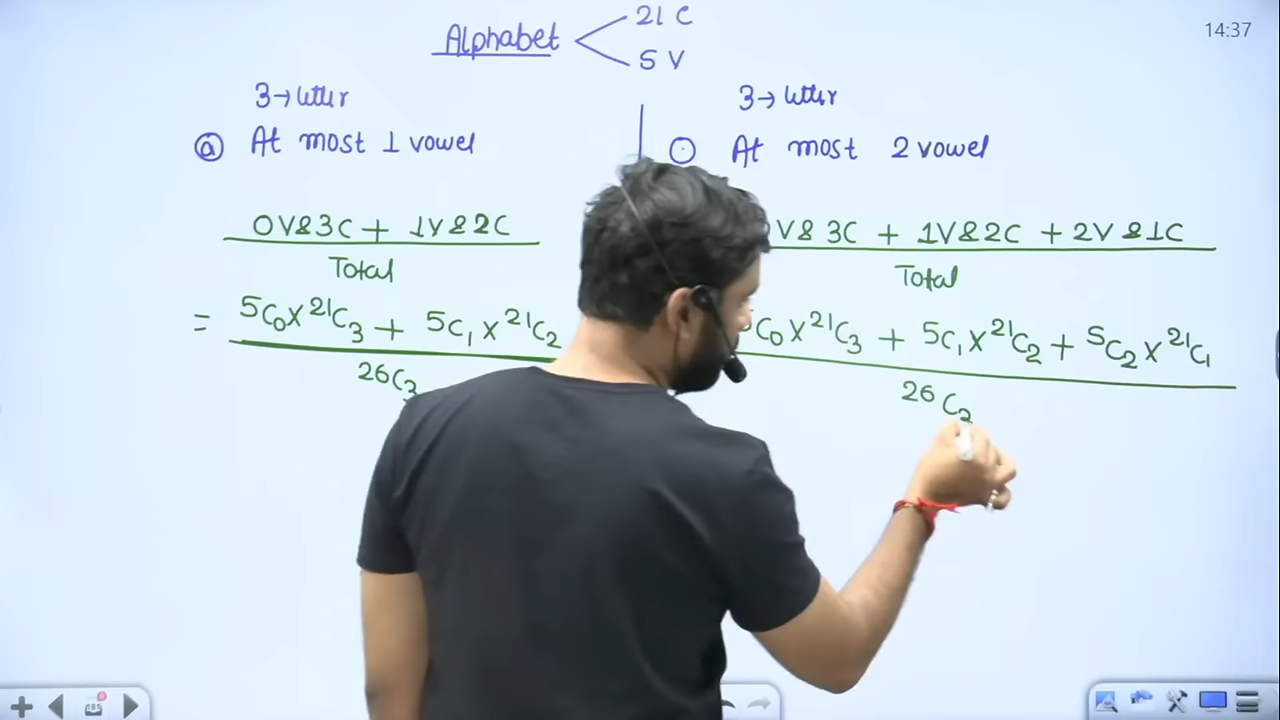 14:37
Alphabet
21 C
5 V
3→ letter
ⓐ At most 1 vowel
0V&3C + 1V&2C
Total
= ⁵C₀ X ²¹C₃ + ⁵C₁ X ²¹C₂
²⁶C₃
3→ letter
At most 2 vowel
V& 3C + 1V&2C + 2V &1C
Total
C₀ X ²¹C₃ + ⁵C₁ X ²¹C₂ + ⁵C₂ X ²¹C₁
²⁶C